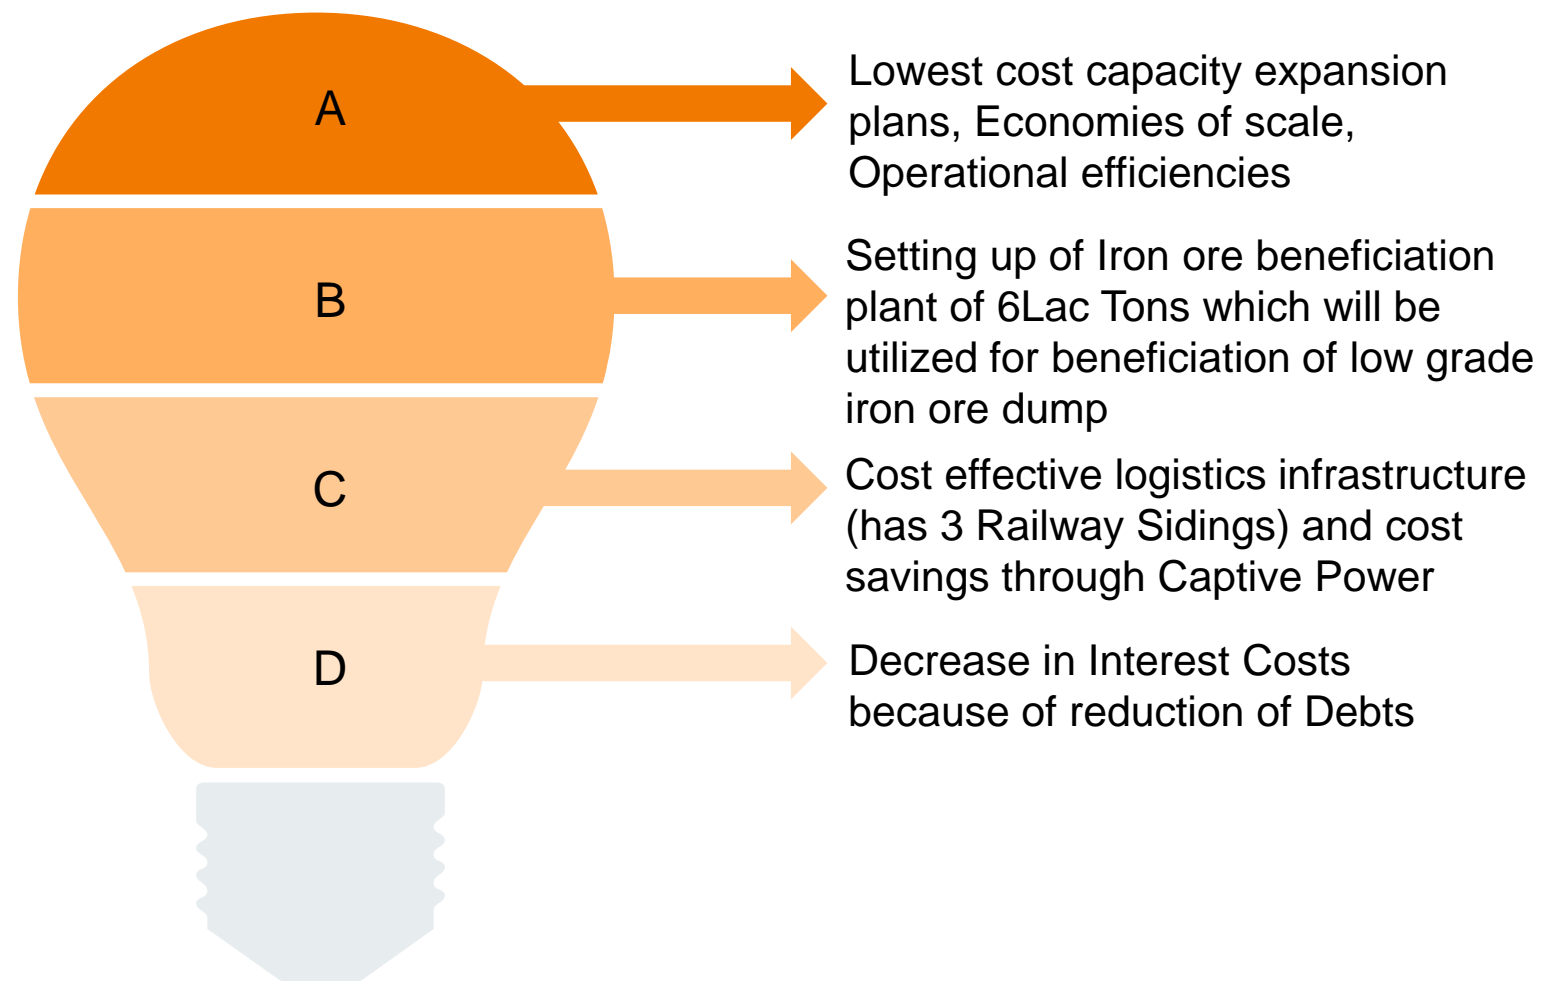 A
Lowest cost capacity expansion
plans, Economies of scale,
Operational efficiencies
B
Setting up of Iron ore beneficiation
plant of 6Lac Tons which will be
utilized for beneficiation of low grade
iron ore dump
C
Cost effective logistics infrastructure
(has 3 Railway Sidings) and cost
savings through Captive Power
D
Decrease in Interest Costs
because of reduction of Debts